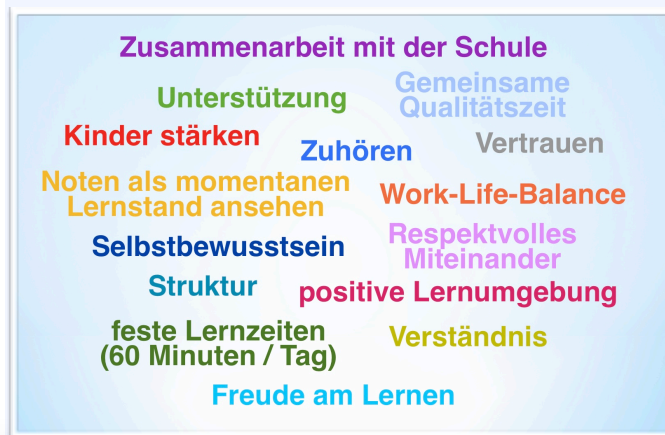 Zusammenarbeit mit der Schule
Unterstützung
Gemeinsame
Qualitätszeit
Kinder stärken
Zuhören
Vertrauen
Noten als momentanen
Lernstand ansehen
Work-Life-Balance
Selbstbewusstsein
Respektvolles
Miteinander
Struktur
positive Lernumgebung
feste Lernzeiten
(60 Minuten / Tag)
Verständnis
Freude am Lernen